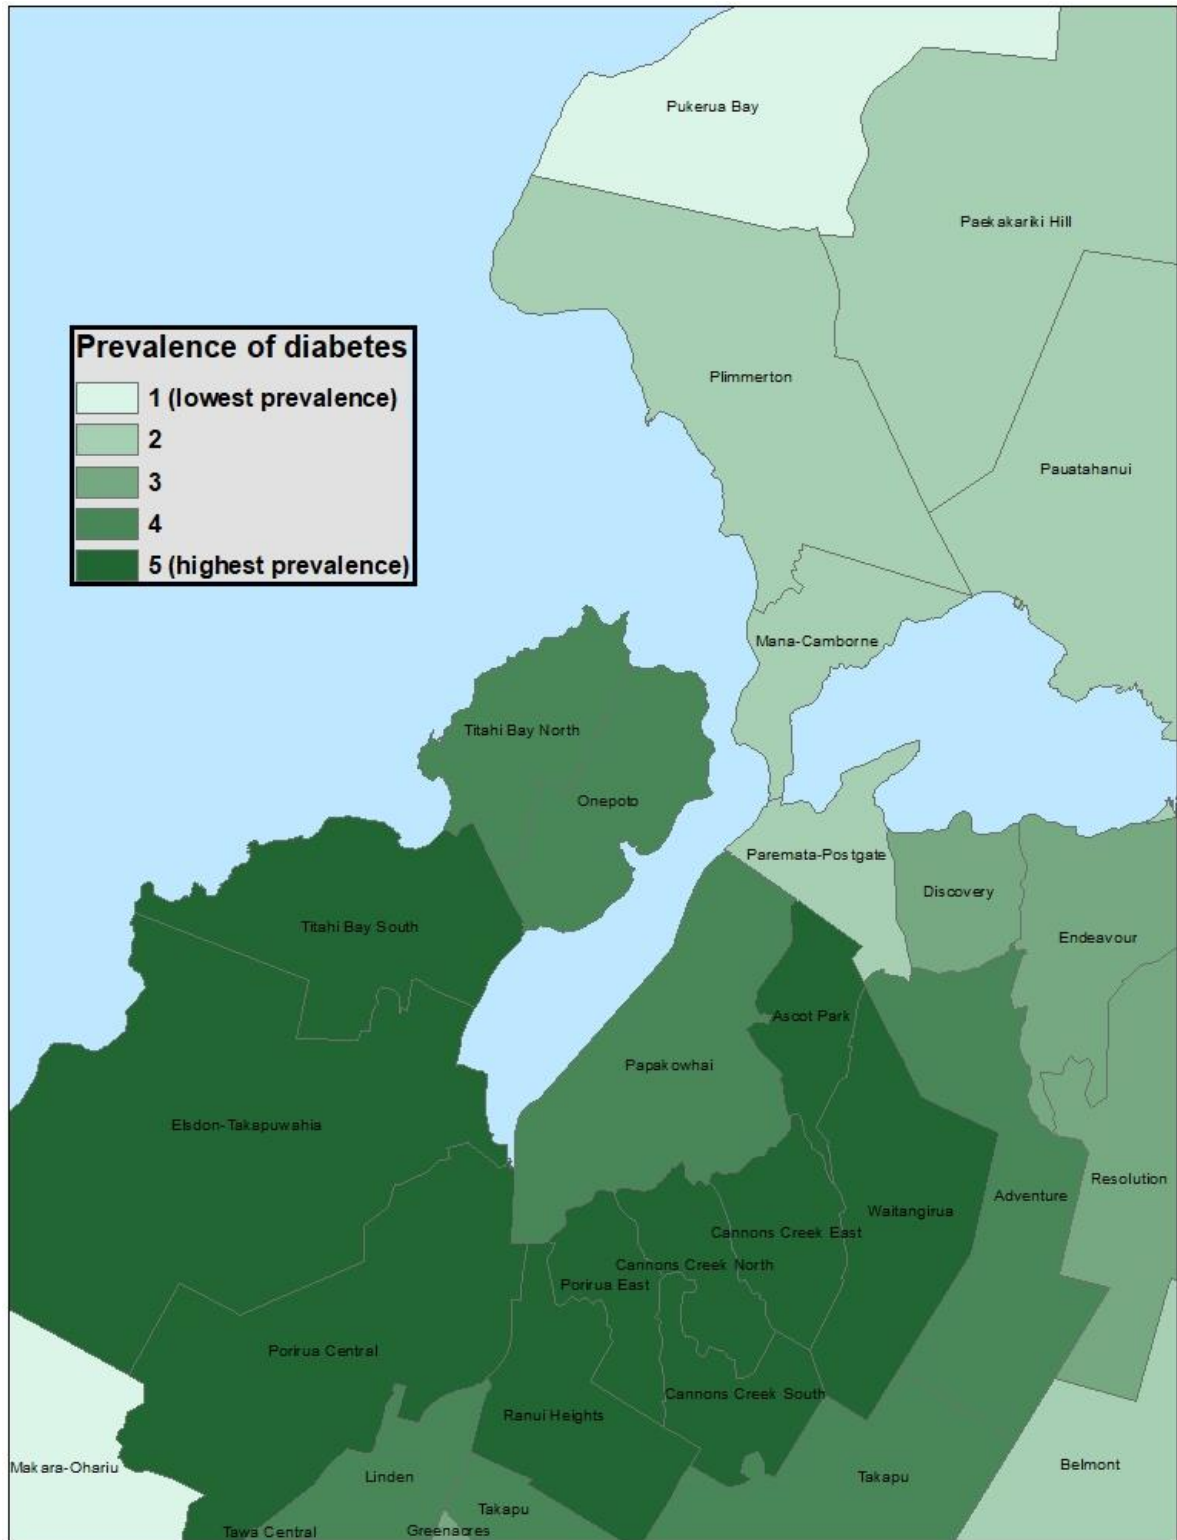 Pukerua Bay
Paekakariki Hill
Prevalence of diabetes
1 (lowest prevalence)
2
3
4
5 (highest prevalence)
Plimmerton
Pauatahanui
Mana-Camborne
Titahi Bay North
Onepoto
Paremata-Postgate
Discovery
Titahi Bay South
Endeavour
Ascot Park
Papakowhai
Elsdon-Takapuwahia
Resolution
Adventure
Waitangirua
Cannons Creek East
Cannons Creek North
Porirua East
Porirua Central
Cannons Creek South
Ranui Heights
Makara-Ohariu
Linden
Takapu
Belmont
Takapu
Tawa Central
Greenacres